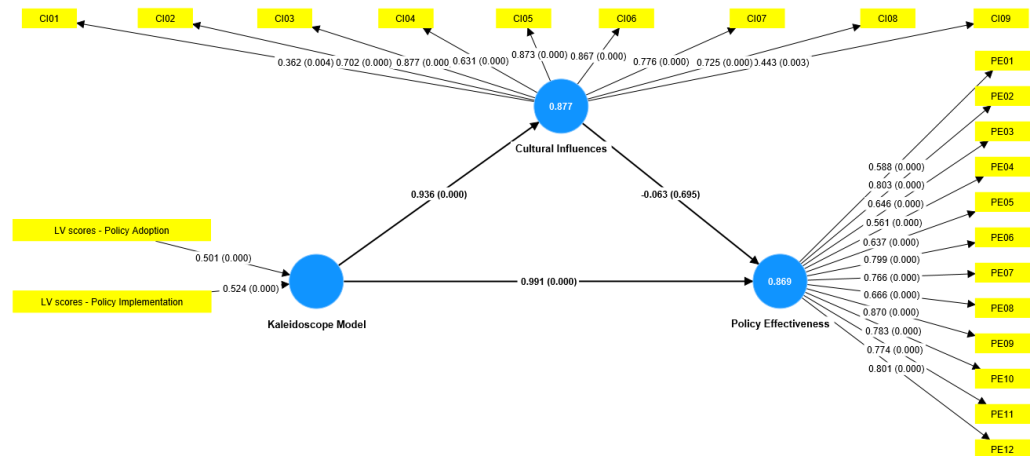 CI01 CI02 CI03 CI04 CI05 CI06 CI07 CI08 CI09
0.362 (0.004) 0.702 (0.000) 0.877 (0.000 0.631 (0.000) 0.873 (0.000) 0.867 (0.000) 0.776 (0.000) 0.725 (0.000) 0.443 (0.003)
0.877
Cultural Influences
PE01
PE02
PE03
PE04
PE05
PE06
PE07
PE08
PE09
PE10
PE11
PE12
0.588 (0.000)
0.803 (0.000)
0.646 (0.000)
0.561 (0.000)
0.637 (0.000)
0.799 (0.000)
0.766 (0.000)
0.666 (0.000)
0.870 (0.000)
0.783 (0.000)
0.774 (0.000)
0.801 (0.000)
0.936 (0.000)
-0.063 (0.695)
LV scores - Policy Adoption
0.501 (0.000)
LV scores - Policy Implementation
0.524 (0.000)
0.991 (0.000)
0.869
Kaleidoscope Model
Policy Effectiveness